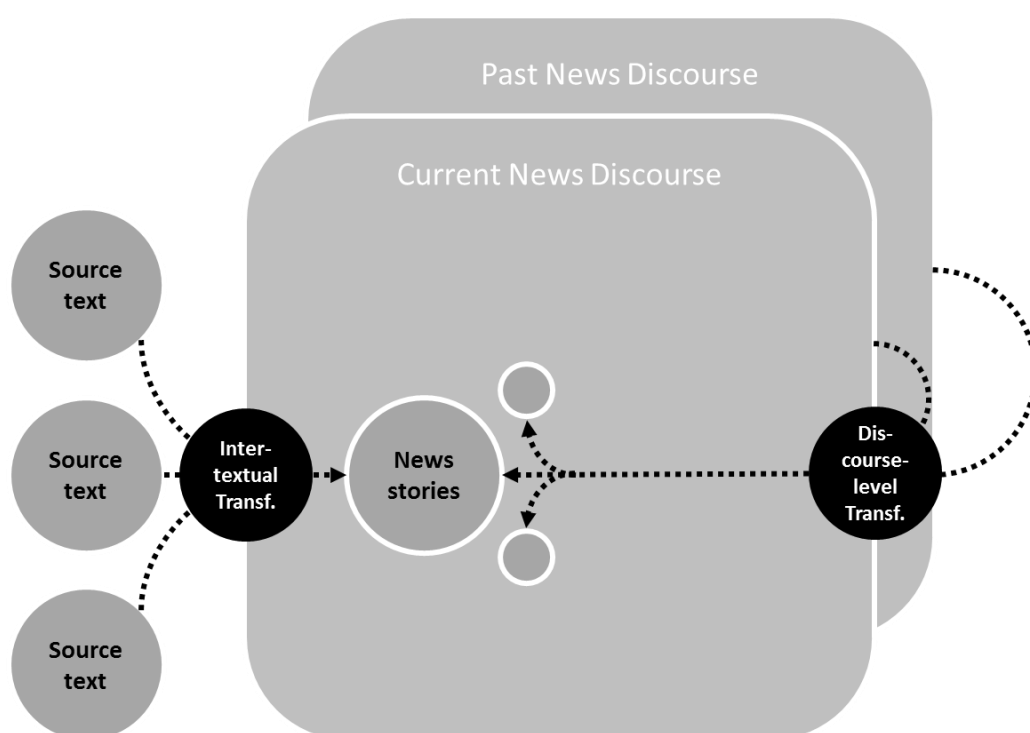 Past News Discourse
Current News Discourse
Source
text
Source
text
Source
text
Inter-
textual
Transf.
News
stories
Dis-
course-
level
Transf.